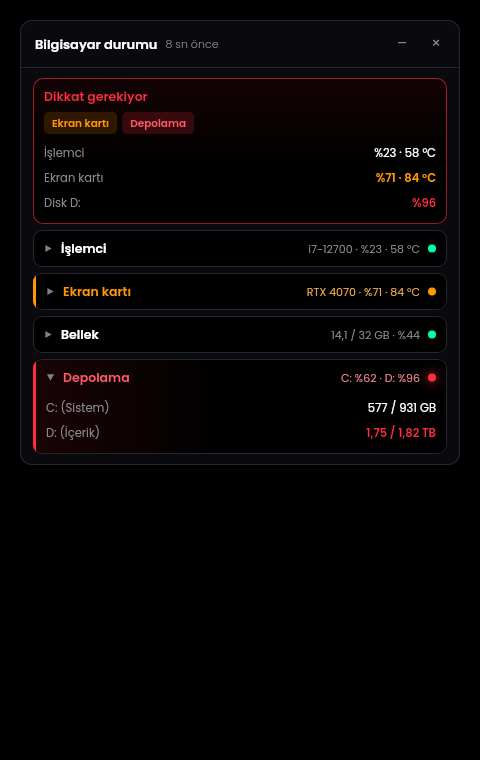 Bilgisayar durumu 8 sn önce
Dikkat gerekiyor
Ekran kartı Depolama
İşlemci %23 · 58 °C
Ekran kartı %71 · 84 °C
Disk D: %96
İşlemci i7-12700 · %23 · 58 °C
Ekran kartı RTX 4070 · %71 · 84 °C
Bellek 14,1 / 32 GB · %44
Depolama C: %62 · D: %96
C: (Sistem) 577 / 931 GB
D: (İçerik) 1,75 / 1,82 TB